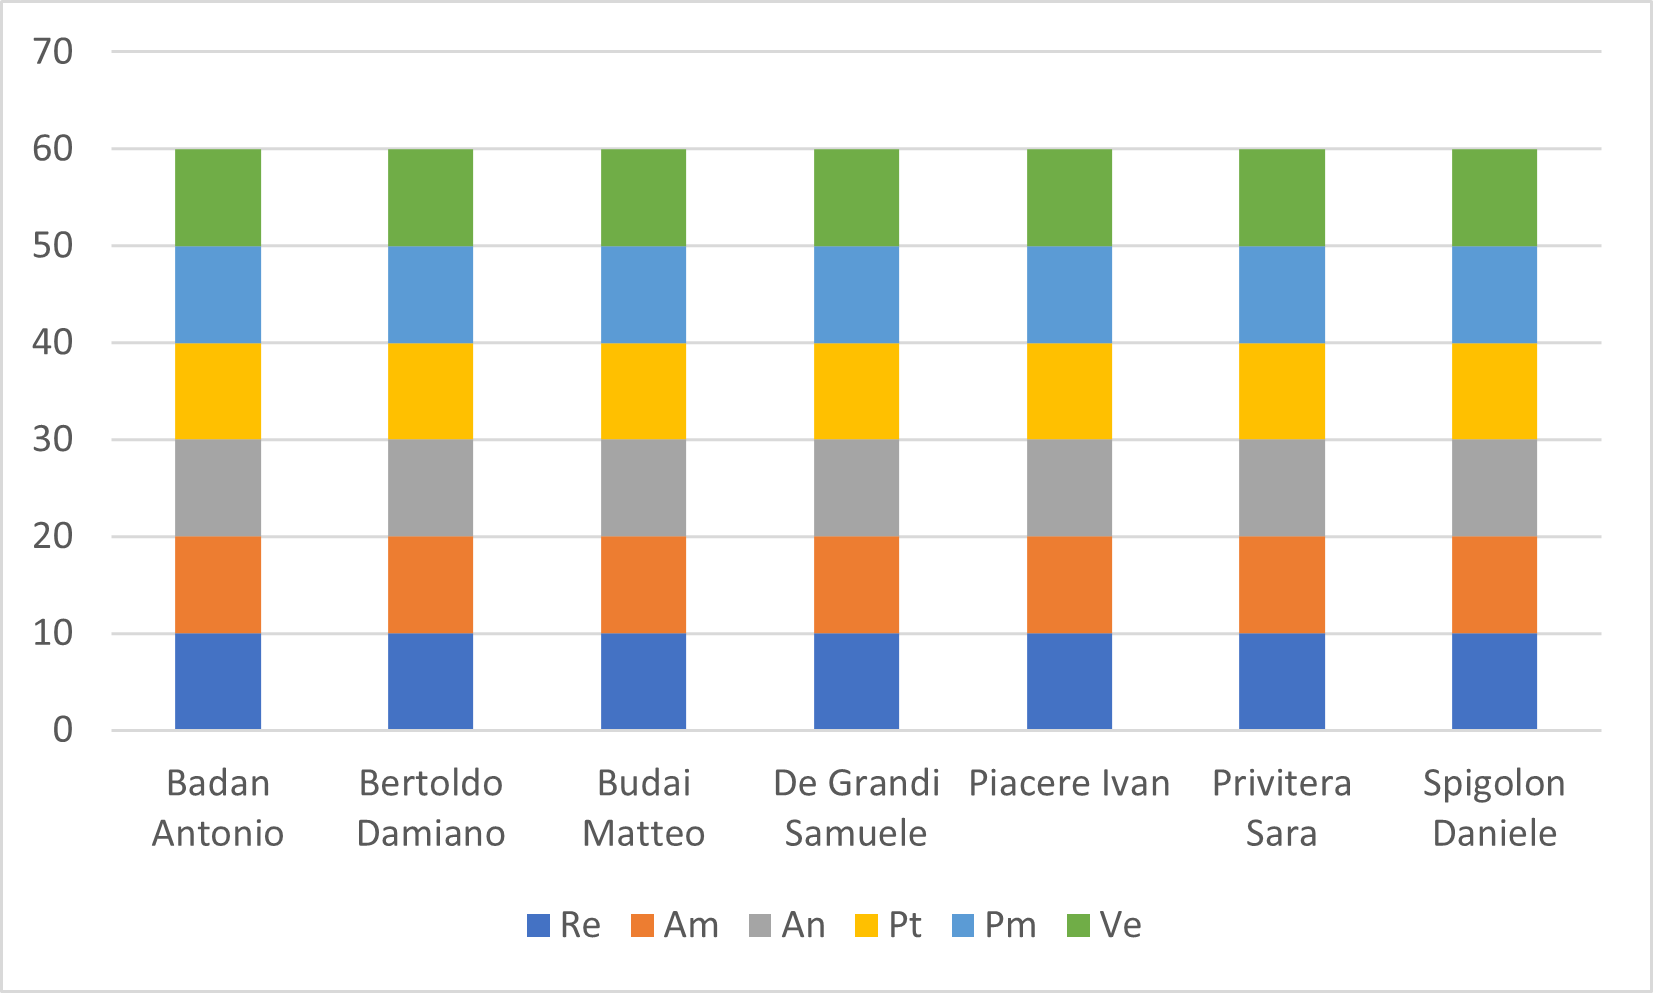 70
60
50
40
30
20
10
0
Badan Antonio
Bertoldo Damiano
Budai Matteo
De Grandi Samuele
Piacere Ivan
Privitera Sara
Spigolon Daniele
Re Am An Pt Pm Ve